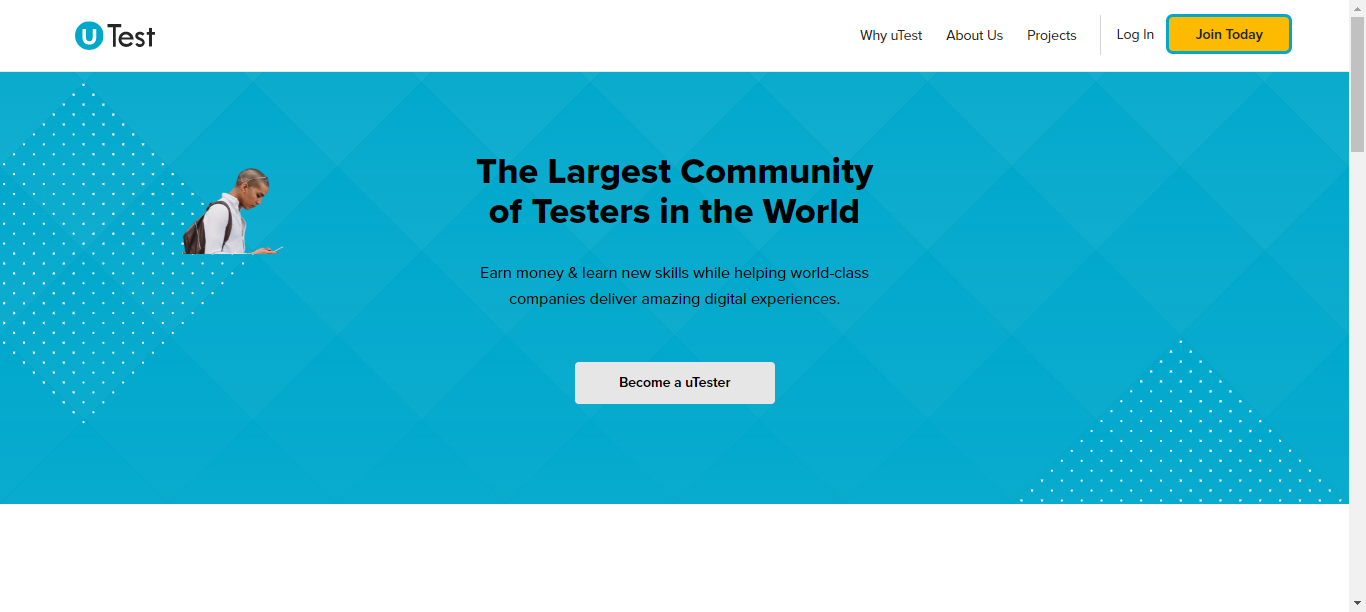 uTest
Why uTest
About Us
Projects
Log In
Join Today
The Largest Community
of Testers in the World
Earn money & learn new skills while helping world-class
companies deliver amazing digital experiences.
Become a uTester